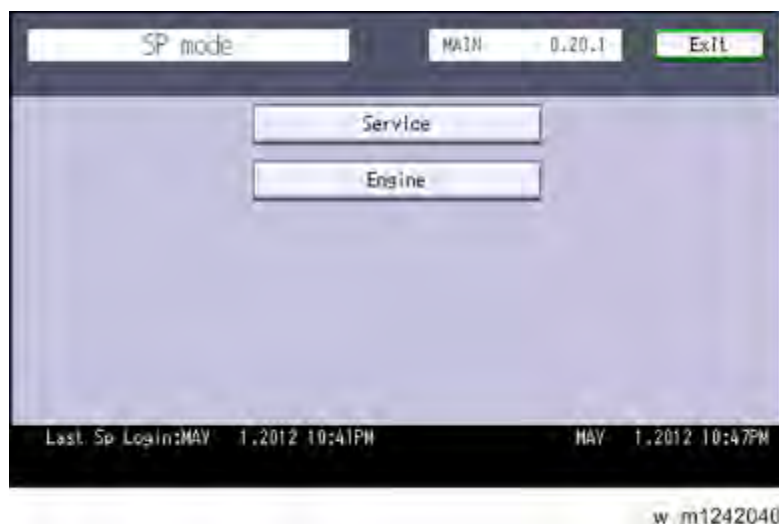 SP mode MAIN 0.20.1 Exit
Service
Engine
Last Sp Login:MAY 1.2012 10:41PM MAY 1.2012 10:47PM
w_m1242040